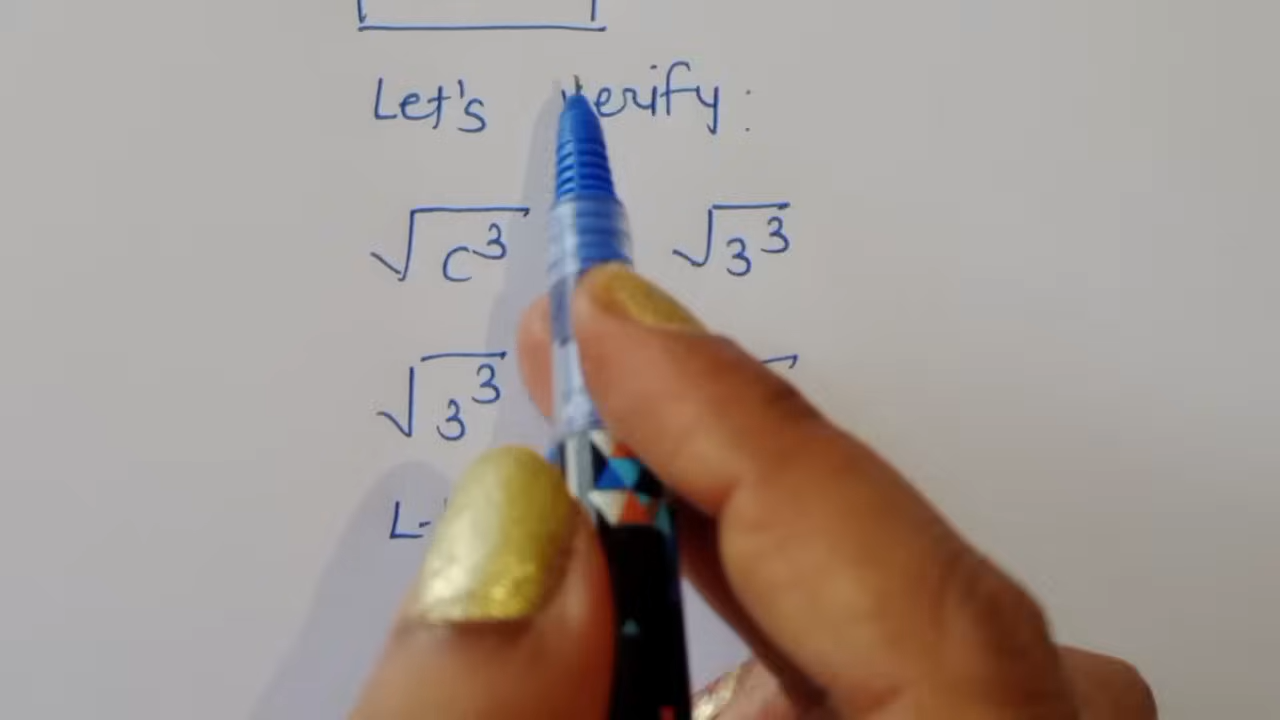 Let's verify:
√c³ √3³
√3³
L-